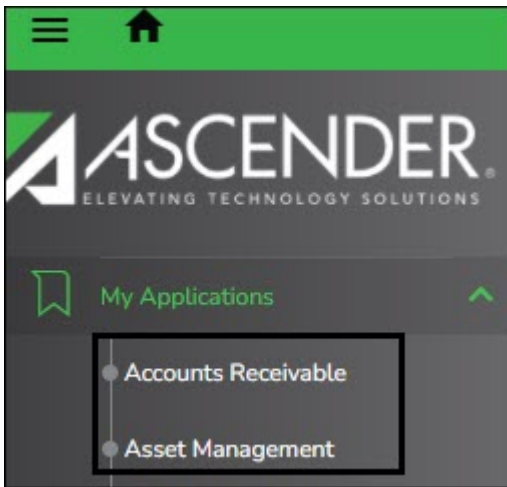 ASCENDER®
ELEVATING TECHNOLOGY SOLUTIONS
My Applications
Accounts Receivable
Asset Management